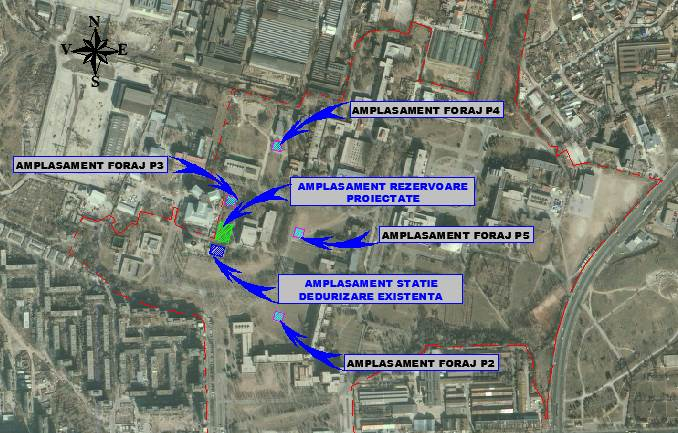 N
V E
S
AMPLASAMENT FORAJ P4
AMPLASAMENT FORAJ P3
AMPLASAMENT REZERVOARE
PROIECTATE
AMPLASAMENT FORAJ P5
AMPLASAMENT STATIE
DEDURIZARE EXISTENTA
AMPLASAMENT FORAJ P2